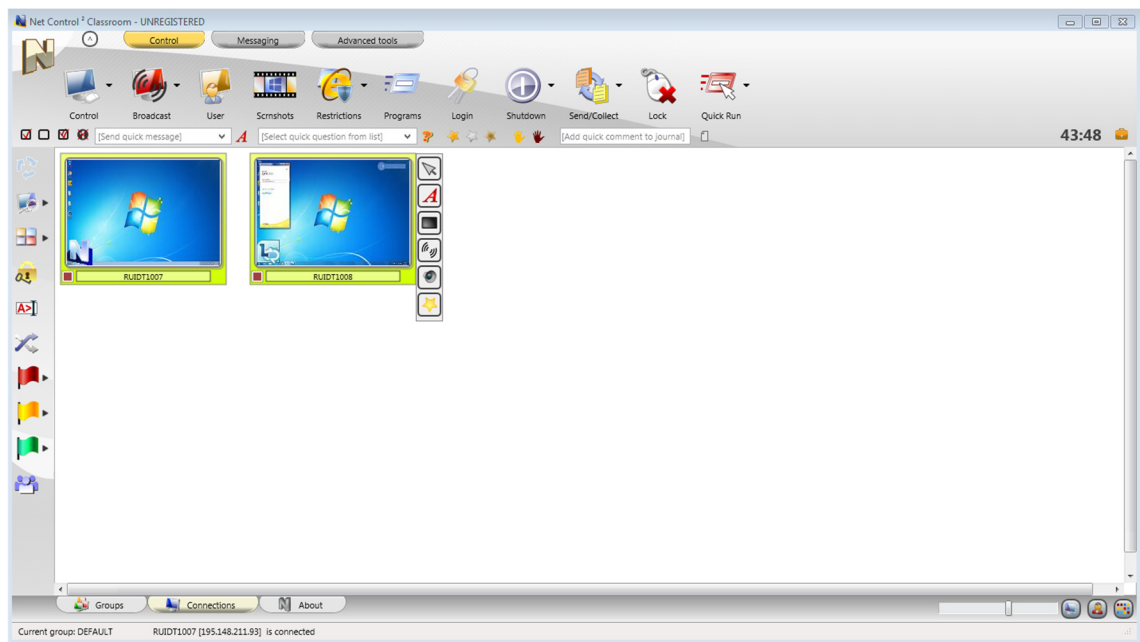 Net Control ² Classroom - UNREGISTERED
Control
Messaging
Advanced tools
Control
Broadcast
User
Scrnshots
Restrictions
Programs
Login
Shutdown
Send/Collect
Lock
Quick Run
[Send quick message]
A
[Select quick question from list]
[Add quick comment to journal]
43:48
RUIDT1007
RUIDT1008
A
A>
Groups
Connections
About
Current group: DEFAULT
RUIDT1007 [195.148.211.93] is connected